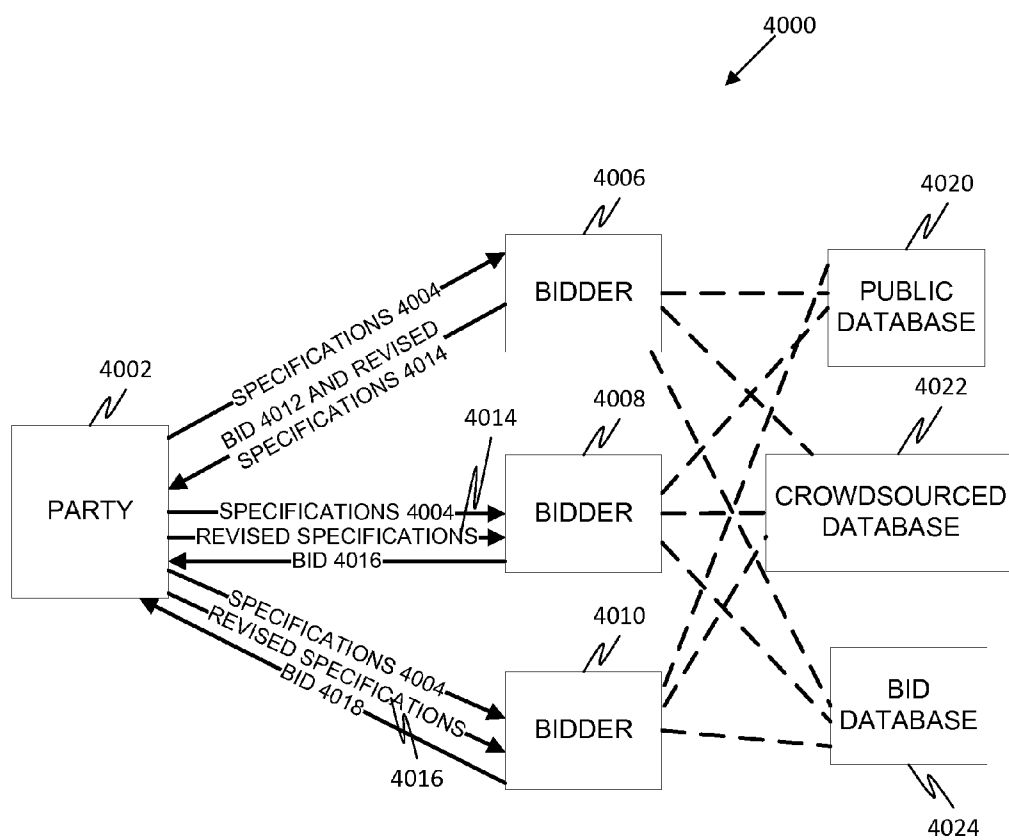 4000
4006
4020
BIDDER
PUBLIC
DATABASE
SPECIFICATIONS 4004
BID 4012 AND REVISED
SPECIFICATIONS 4014
4002
4014
4008
4022
PARTY
SPECIFICATIONS 4004
REVISED SPECIFICATIONS
BID 4016
BIDDER
CROWDSOURCED
DATABASE
SPECIFICATIONS 4004
REVISED SPECIFICATIONS
BID 4018
4016
4010
BIDDER
BID
DATABASE
4024